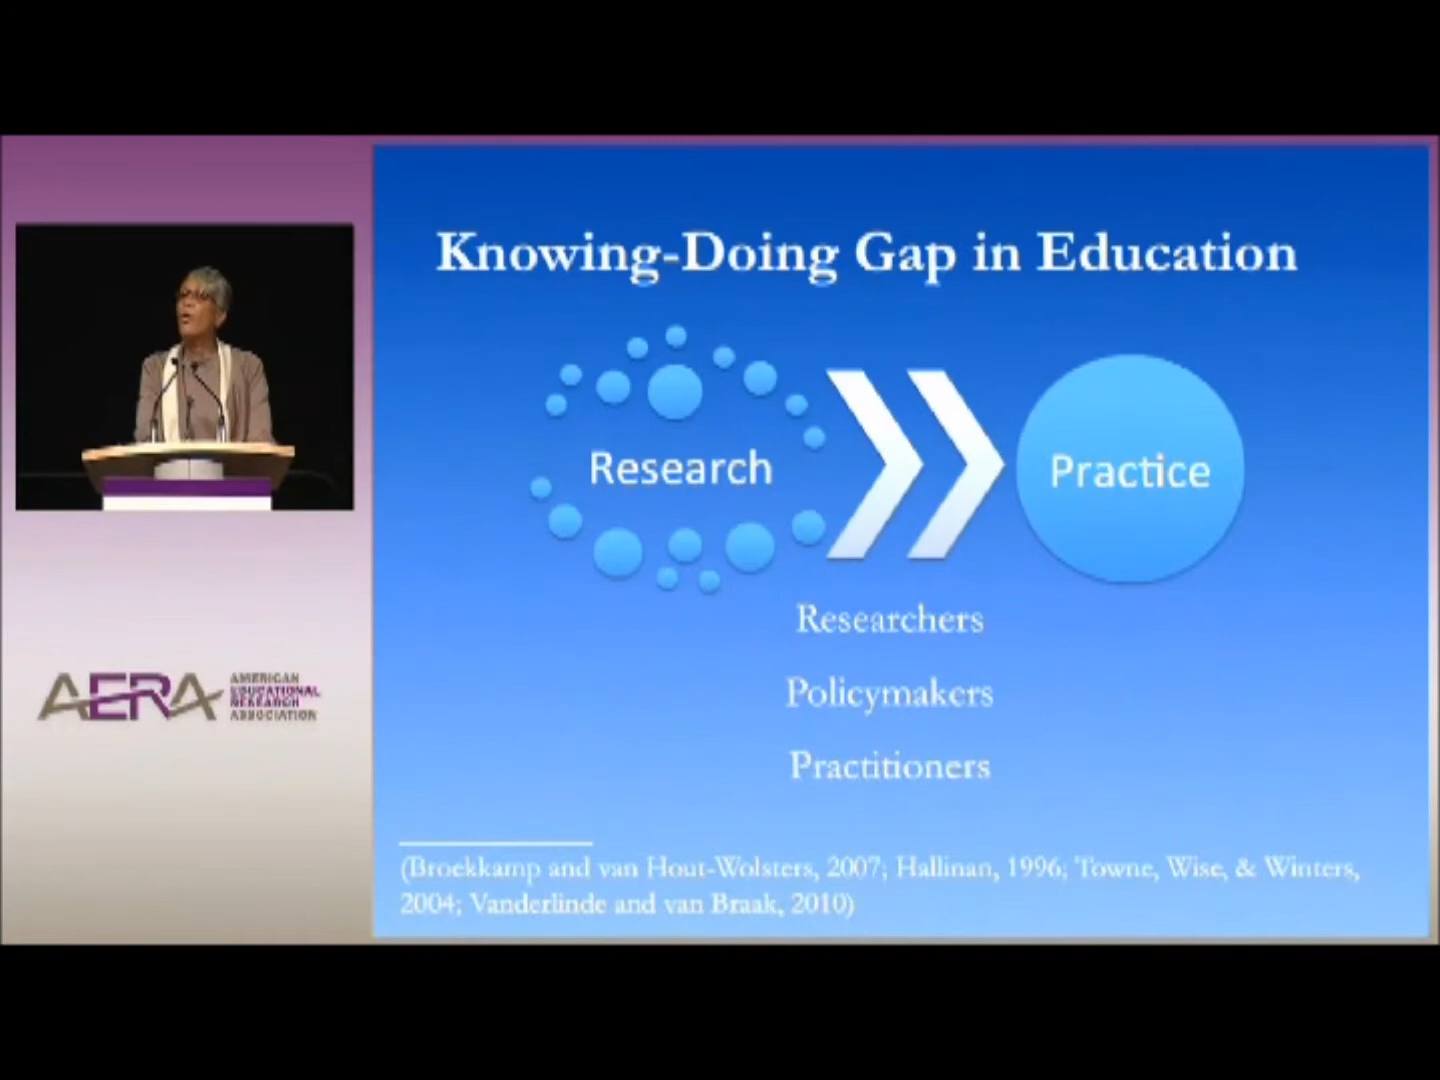 Knowing-Doing Gap in Education
Research
Practice
Researchers
Policymakers
Practitioners
(Broekkamp and van Hout-Wolsters, 2007; Hallinan, 1996; Towne, Wise, & Winters,
2004; Vanderlinde and van Braak, 2010)
AERA
AMERICAN
EDUCATIONAL
RESEARCH
ASSOCIATION